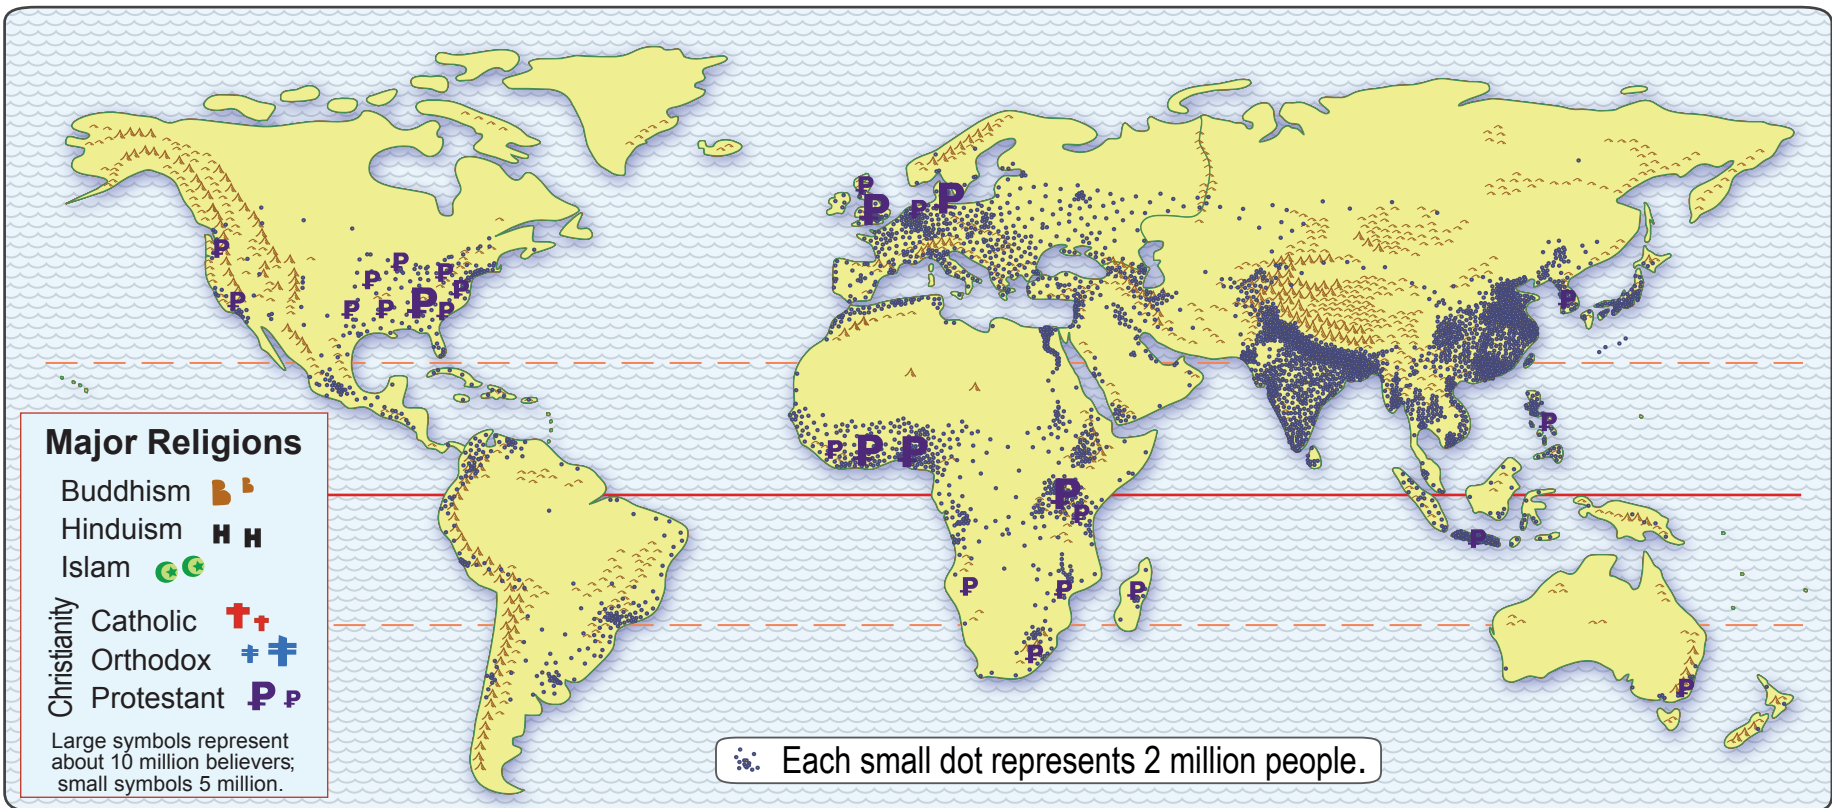 Major Religions
Buddhism
Hinduism
Islam
Christianity
Catholic
Orthodox
Protestant
Large symbols represent
about 10 million believers;
small symbols 5 million.
Each small dot represents 2 million people.